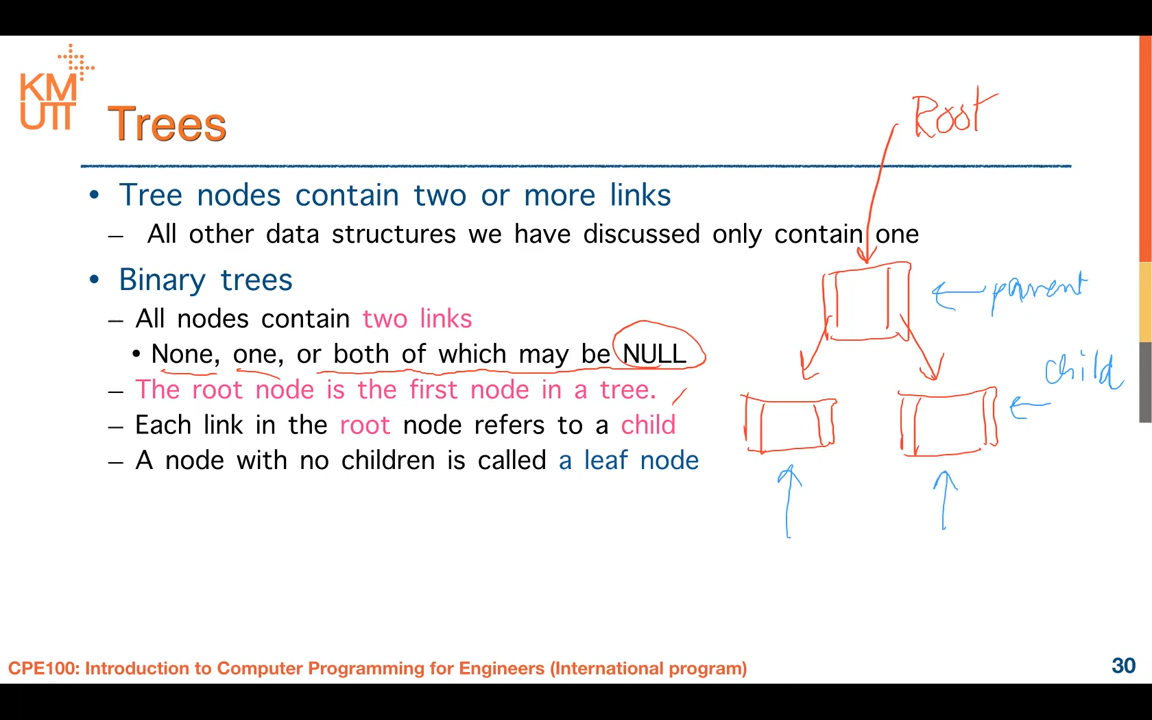 KM
UTT
Trees
Root
• Tree nodes contain two or more links
– All other data structures we have discussed only contain one
• Binary trees
parent
– All nodes contain two links
• None, one, or both of which may be NULL
child
– The root node is the first node in a tree.
– Each link in the root node refers to a child
– A node with no children is called a leaf node
CPE100: Introduction to Computer Programming for Engineers (International program)
30